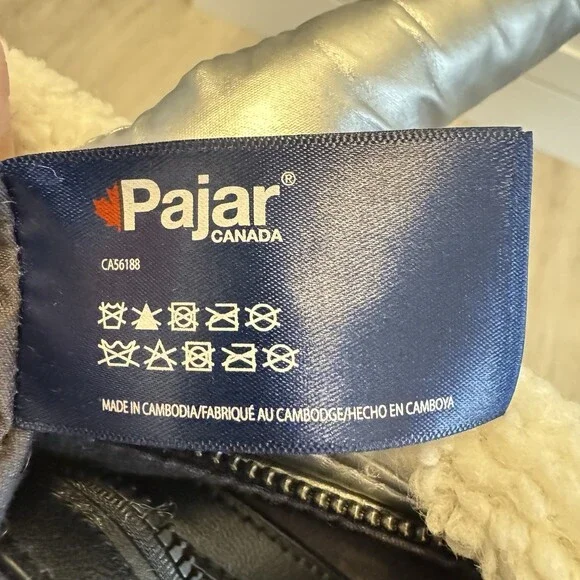 Pajar®
CANADA
CA56188
MADE IN CAMBODIA/FABRIQUÉ AU CAMBODGE/HECHO EN CAMBOYA